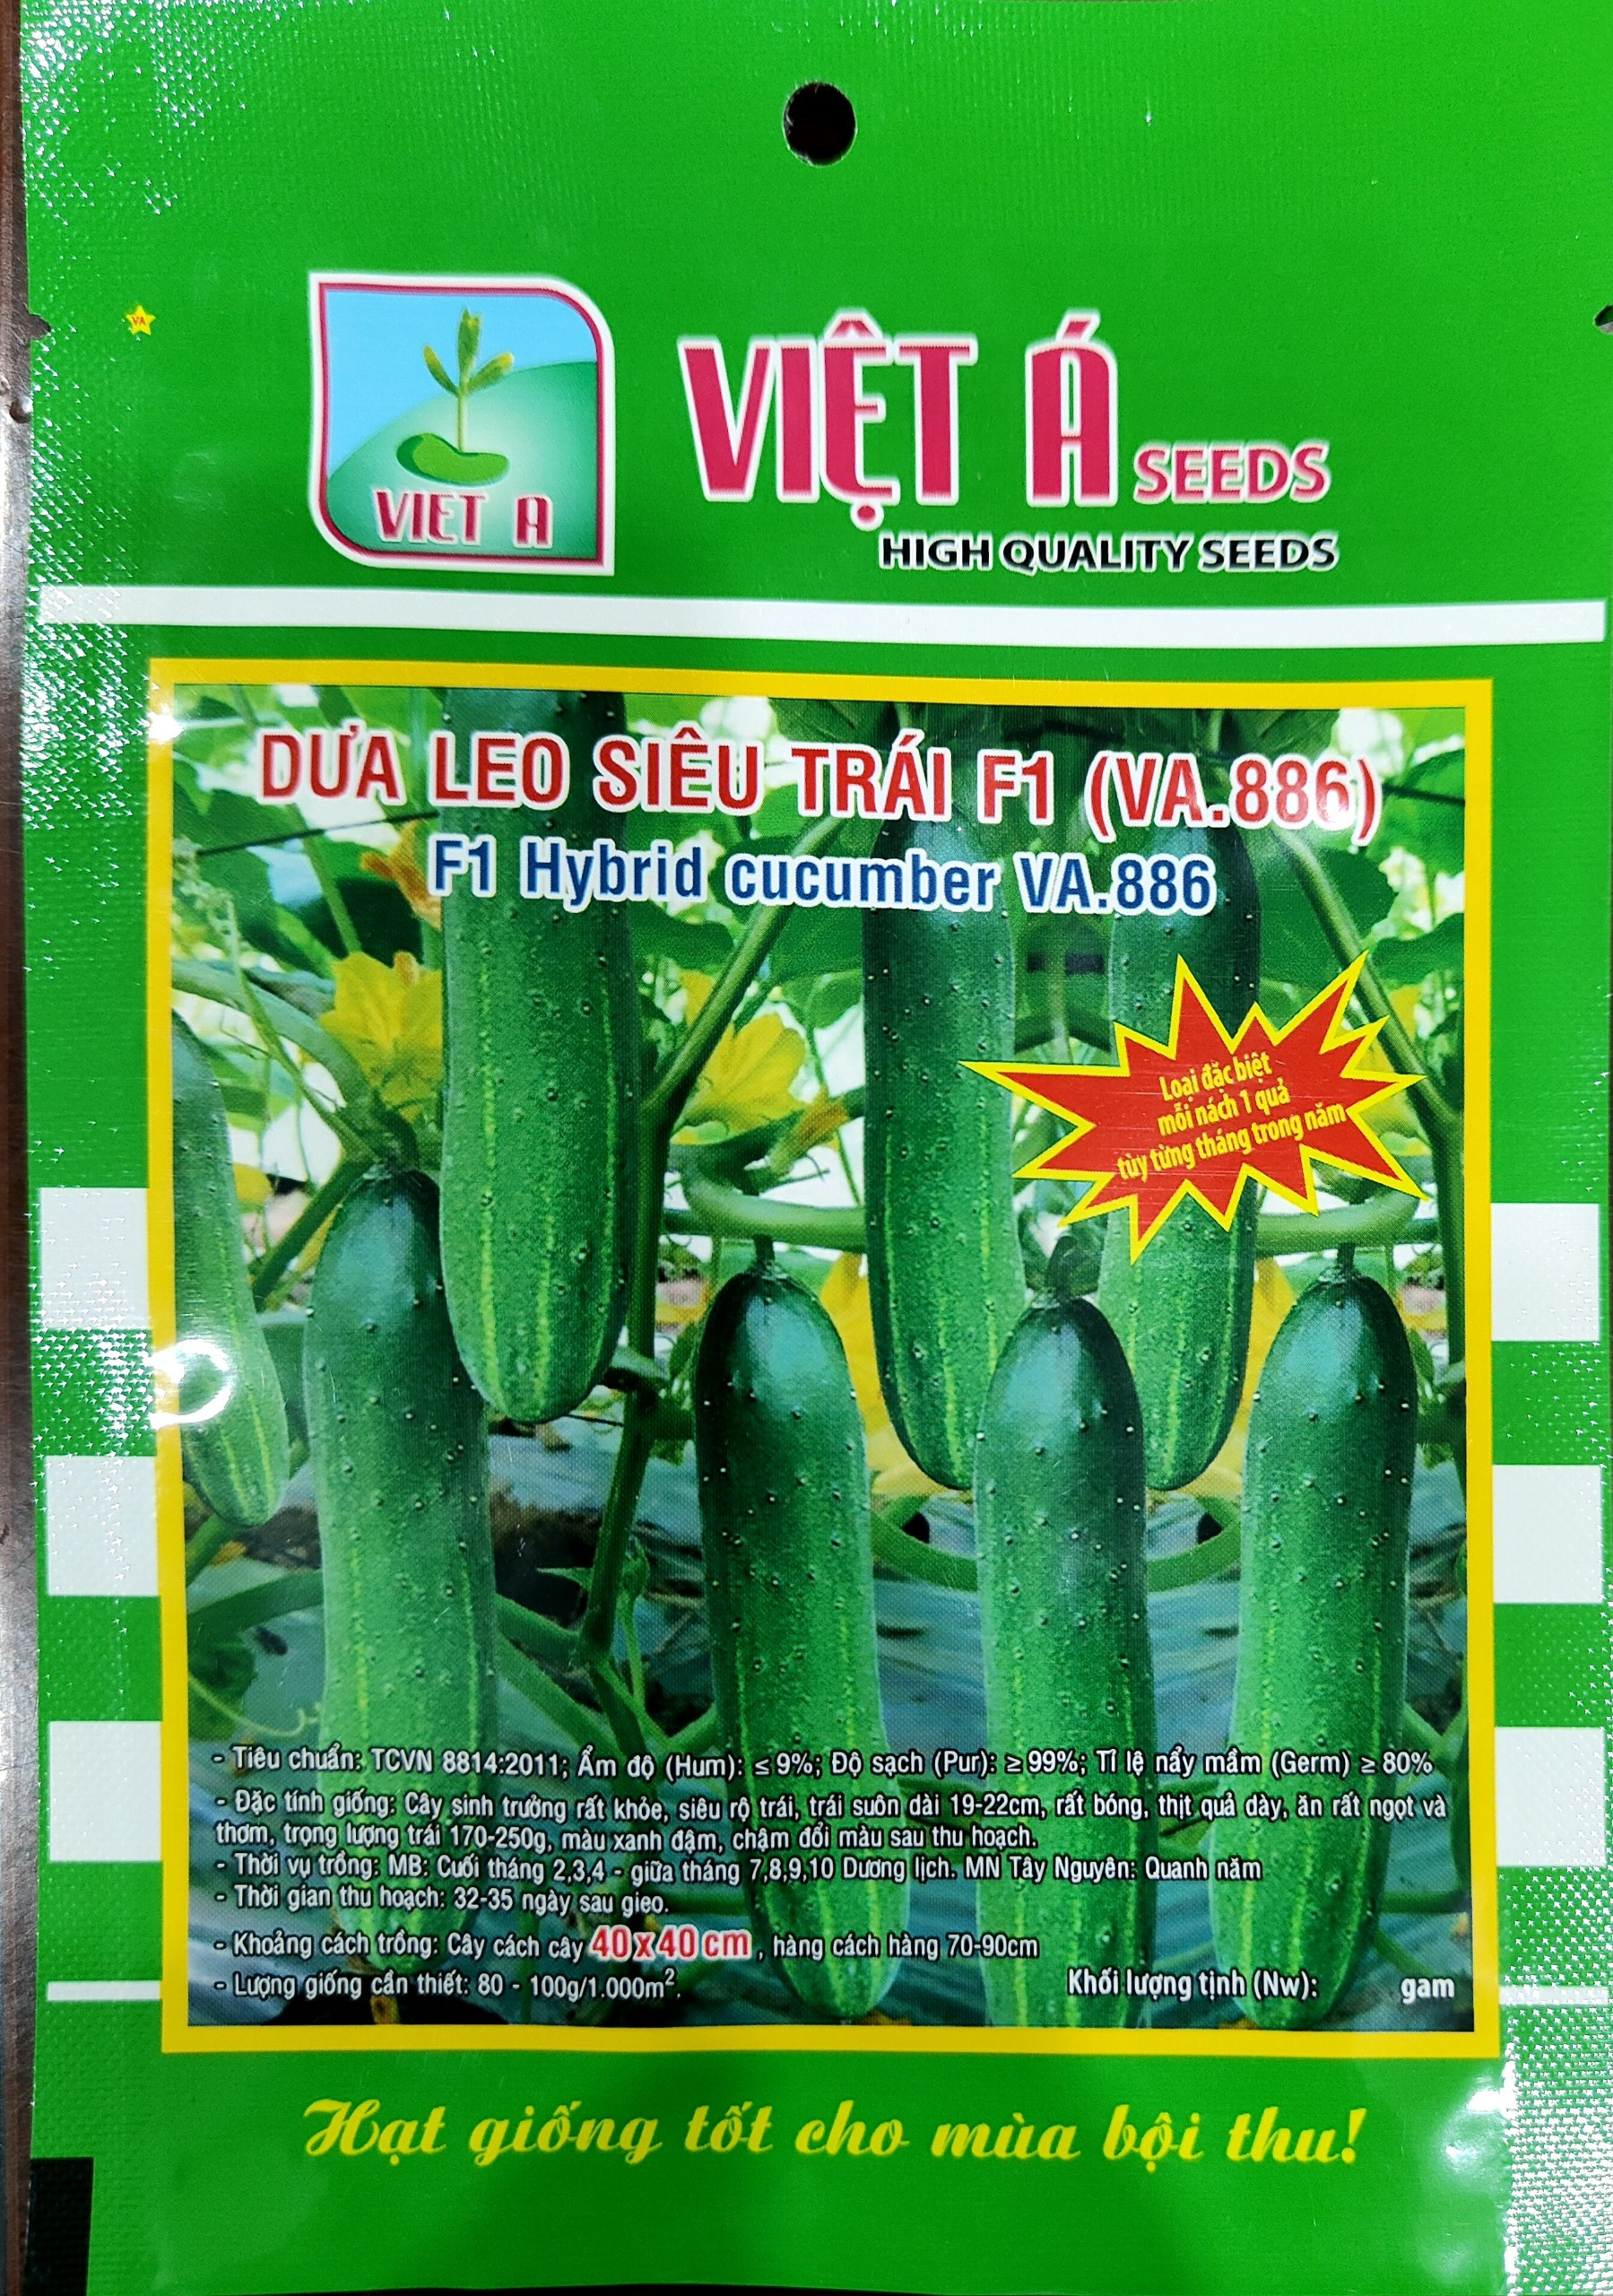 VA
VIET A
VIỆT Á SEEDS
HIGH QUALITY SEEDS
DƯA LEO SIÊU TRÁI F1 (VA.886)
F1 Hybrid cucumber VA.886
Loại đặc biệt
mỗi nách 1 quả
tùy từng tháng trong năm
- Tiêu chuẩn: TCVN 8814:2011; Ẩm độ (Hum): ≤ 9%; Độ sạch (Pur): ≥ 99%; Tỉ lệ nẩy mầm (Germ) ≥ 80%
- Đặc tính giống: Cây sinh trưởng rất khỏe, siêu rộ trái, trái suôn dài 19-22cm, rất bóng, thịt quả dày, ăn rất ngọt và
thơm, trọng lượng trái 170-250g, màu xanh đậm, chậm đổi màu sau thu hoạch.
- Thời vụ trồng: MB: Cuối tháng 2,3,4 - giữa tháng 7,8,9,10 Dương lịch. MN Tây Nguyên: Quanh năm
- Thời gian thu hoạch: 32-35 ngày sau gieo.
- Khoảng cách trồng: Cây cách cây 40x40cm, hàng cách hàng 70-90cm
- Lượng giống cần thiết: 80 - 100g/1.000m².
Khối lượng tịnh (Nw): gam
Hạt giống tốt cho mùa bội thu!